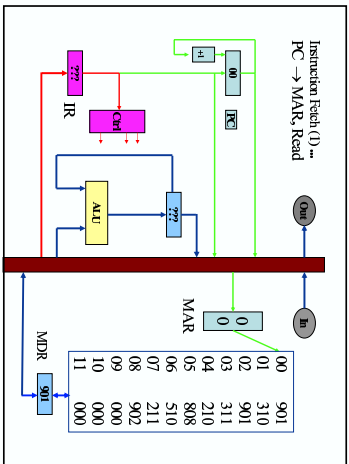 Instruction Fetch (1) ...
PC → MAR, Read
+1
00
PC
???
IR
Ctrl
ALU
???
Out
In
MAR
0 0
00 901
01 310
02 901
03 311
04 210
05 808
06 510
07 211
08 902
09 000
10 000
11 000
MDR
901